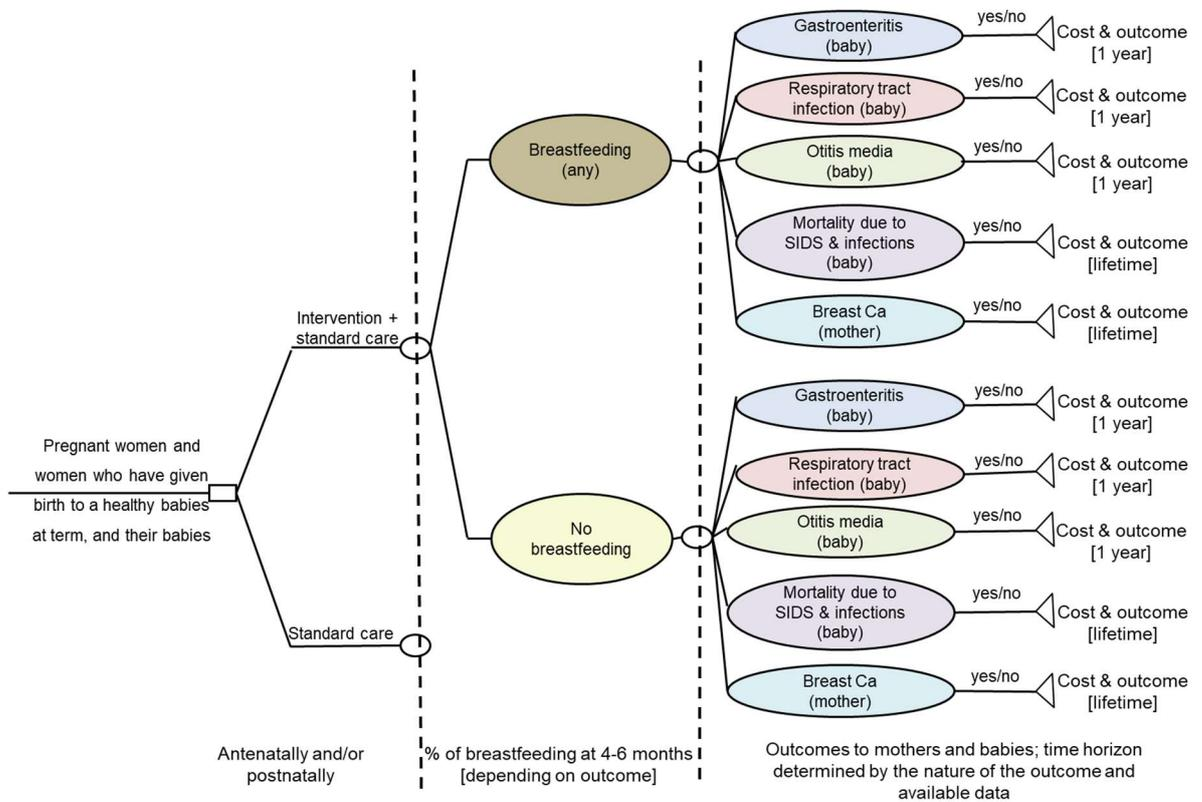 Pregnant women and
women who have given
birth to a healthy babies
at term, and their babies
Intervention +
standard care
Standard care
Antenatally and/or
postnatally
Breastfeeding
(any)
No
breastfeeding
% of breastfeeding at 4-6 months
[depending on outcome]
Gastroenteritis
(baby)
yes/no
Cost & outcome
[1 year]
Respiratory tract
infection (baby)
yes/no
Cost & outcome
[1 year]
Otitis media
(baby)
yes/no
Cost & outcome
[1 year]
Mortality due to
SIDS & infections
(baby)
yes/no
Cost & outcome
[lifetime]
Breast Ca
(mother)
yes/no
Cost & outcome
[lifetime]
Gastroenteritis
(baby)
yes/no
Cost & outcome
[1 year]
Respiratory tract
infection (baby)
yes/no
Cost & outcome
[1 year]
Otitis media
(baby)
yes/no
Cost & outcome
[1 year]
Mortality due to
SIDS & infections
(baby)
yes/no
Cost & outcome
[lifetime]
Breast Ca
(mother)
yes/no
Cost & outcome
[lifetime]
Outcomes to mothers and babies; time horizon
determined by the nature of the outcome and
available data